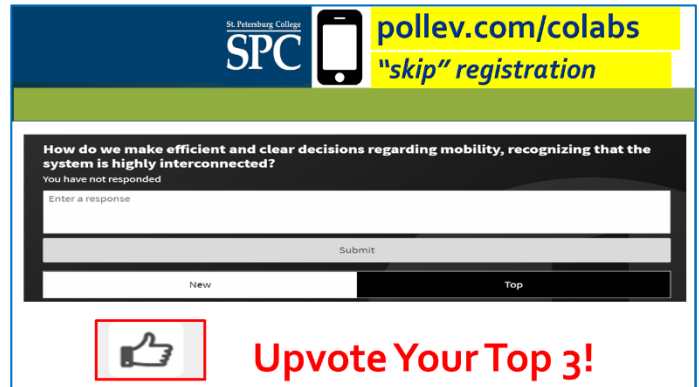 St. Petersburg College
SPC
pollev.com/colabs
“skip” registration
How do we make efficient and clear decisions regarding mobility, recognizing that the
system is highly interconnected?
You have not responded
Enter a response
Submit
New
Top
Upvote Your Top 3!